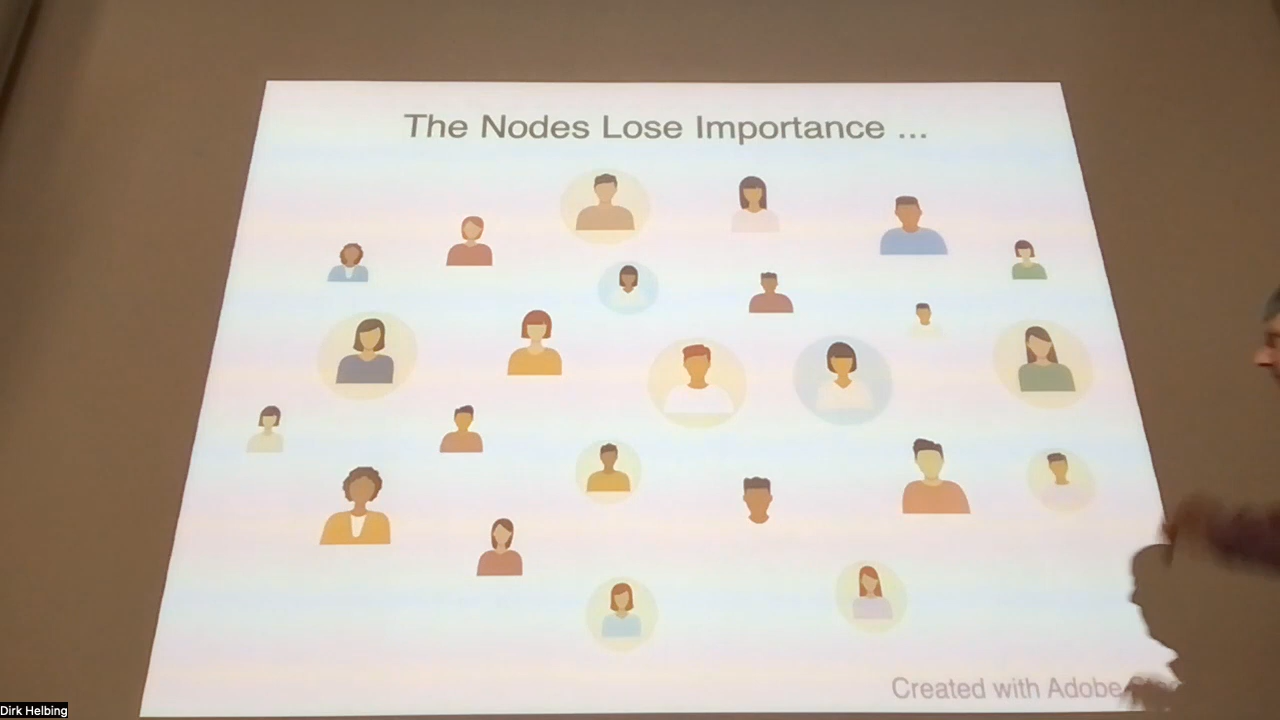 The Nodes Lose Importance ...
Created with Adobe
Dirk Helbing